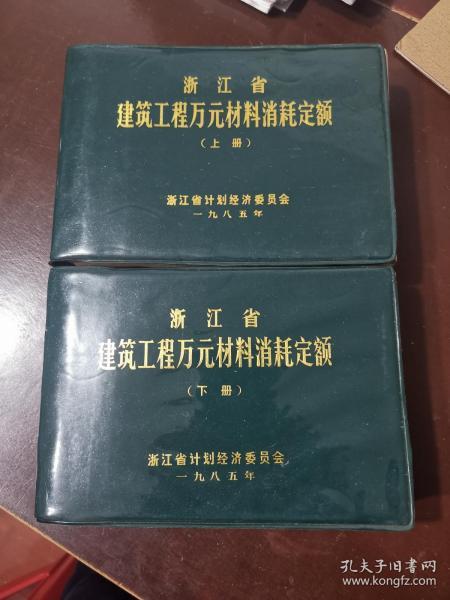 浙江省
建筑工程万元材料消耗定额
（上册）
浙江省计划经济委员会
一九八五年
浙江省
建筑工程万元材料消耗定额
（下册）
浙江省计划经济委员会
一九八五年
孔夫子旧书网
www.kongfz.com